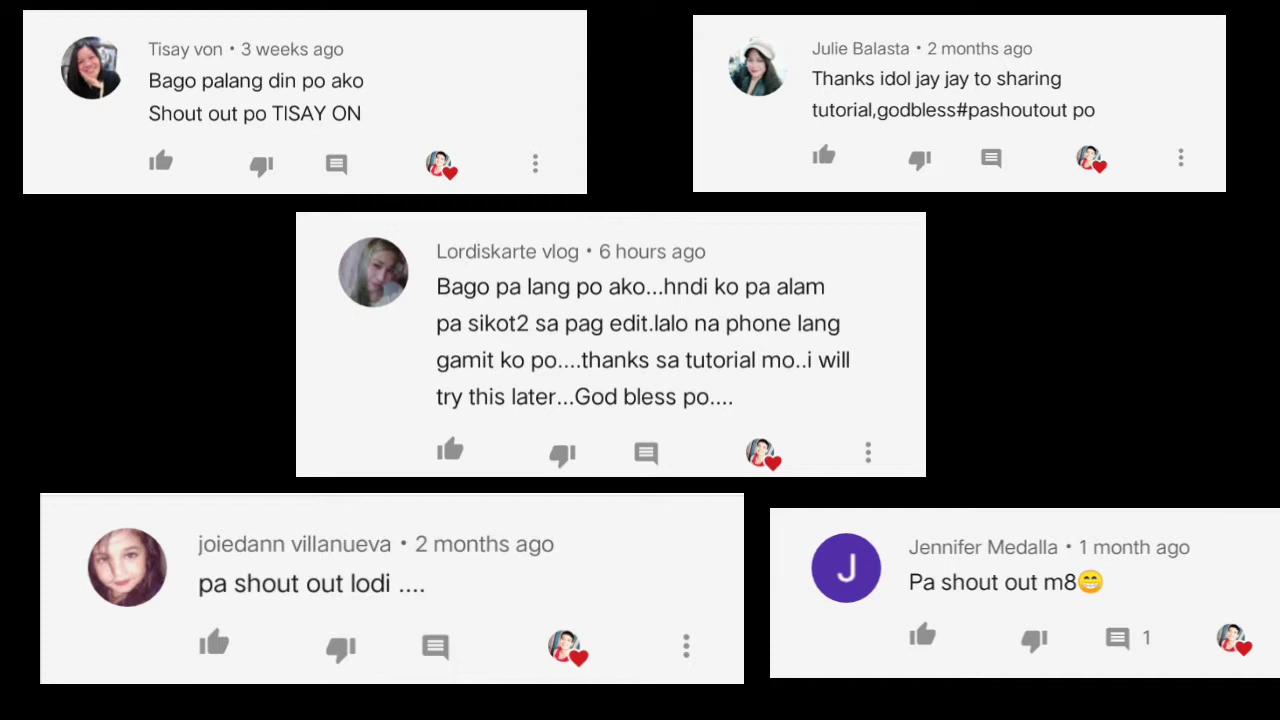 Tisay von • 3 weeks ago
Bago palang din po ako
Shout out po TISAY ON
Julie Balasta • 2 months ago
Thanks idol jay jay to sharing
tutorial,godbless#pashoutout po
Lordiskarte vlog • 6 hours ago
Bago pa lang po ako...hndi ko pa alam
pa sikot2 sa pag edit.lalo na phone lang
gamit ko po....thanks sa tutorial mo..i will
try this later...God bless po....
joiedann villanueva • 2 months ago
pa shout out lodi ....
J
Jennifer Medalla • 1 month ago
Pa shout out m8😁
1